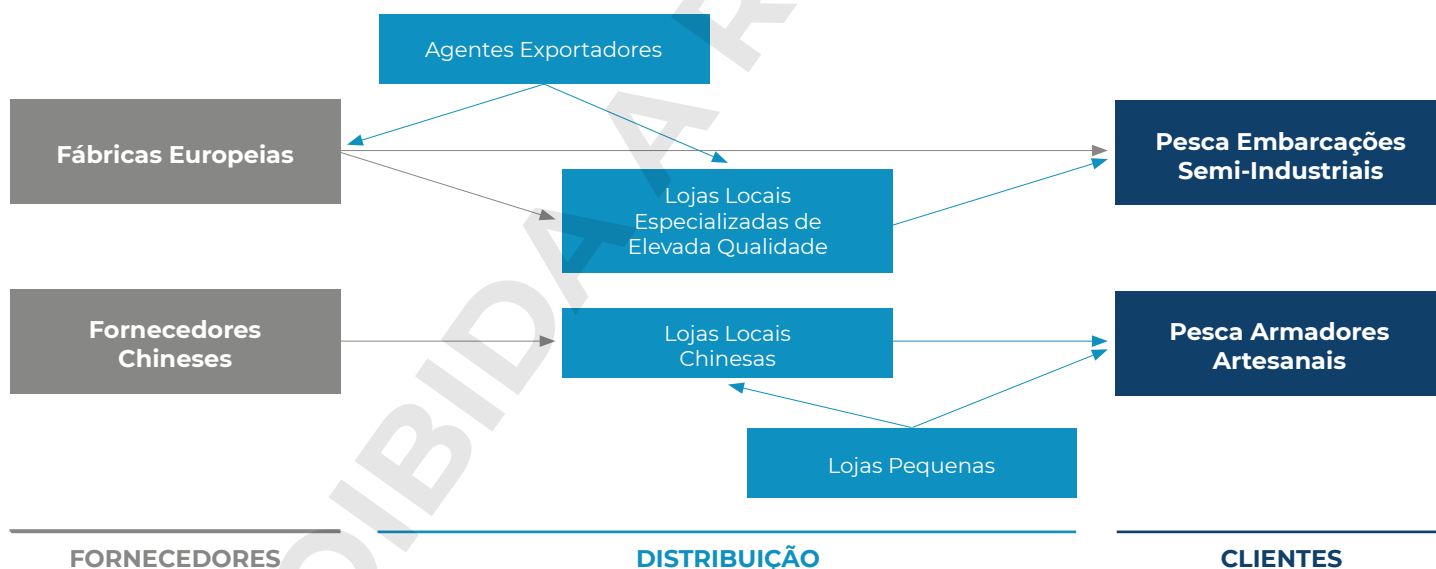 Agentes Exportadores
Fábricas Europeias
Pesca Embarcações
Semi-Industriais
Lojas Locais
Especializadas de
Elevada Qualidade
Fornecedores
Chineses
Lojas Locais
Chinesas
Pesca Armadores
Artesanais
Lojas Pequenas
FORNECEDORES
DISTRIBUIÇÃO
CLIENTES
OIBIDA A R